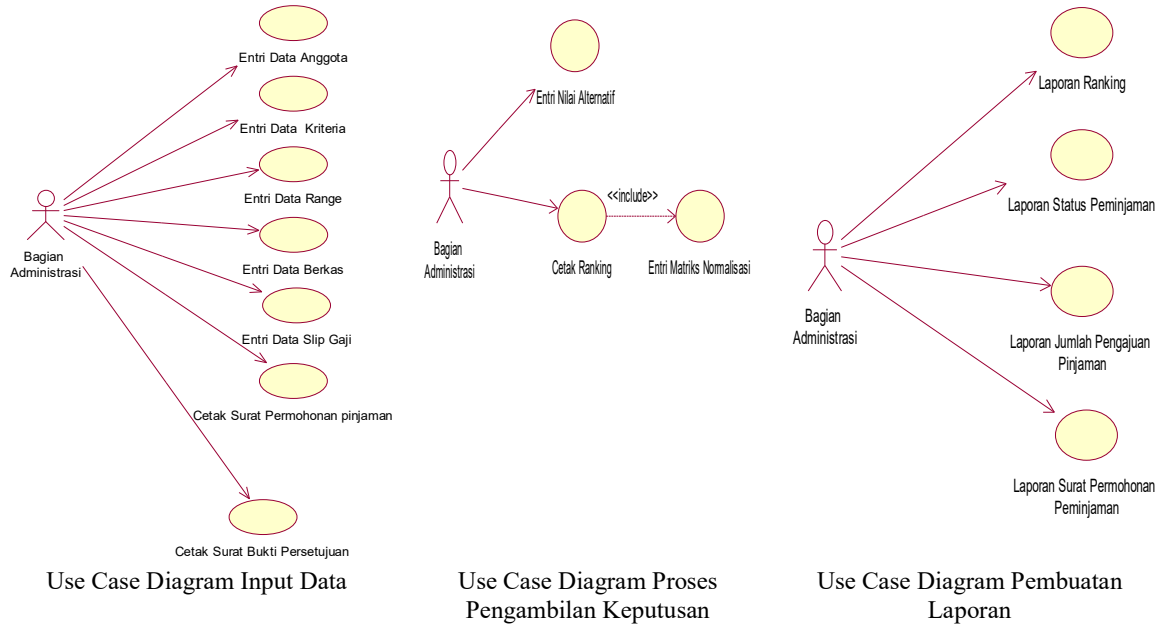 Entri Data Anggota
Entri Data Kriteria
Entri Data Range
Bagian
Administrasi
Entri Data Berkas
Entri Data Slip Gaji
Cetak Surat Permohonan pinjaman
Cetak Surat Bukti Persetujuan
Use Case Diagram Input Data
Entri Nilai Alternatif
<<include>>
Bagian
Administrasi
Cetak Ranking
Entri Matriks Normalisasi
Use Case Diagram Proses
Pengambilan Keputusan
Laporan Ranking
Laporan Status Peminjaman
Bagian
Administrasi
Laporan Jumlah Pengajuan
Pinjaman
Laporan Surat Permohonan
Peminjaman
Use Case Diagram Pembuatan
Laporan